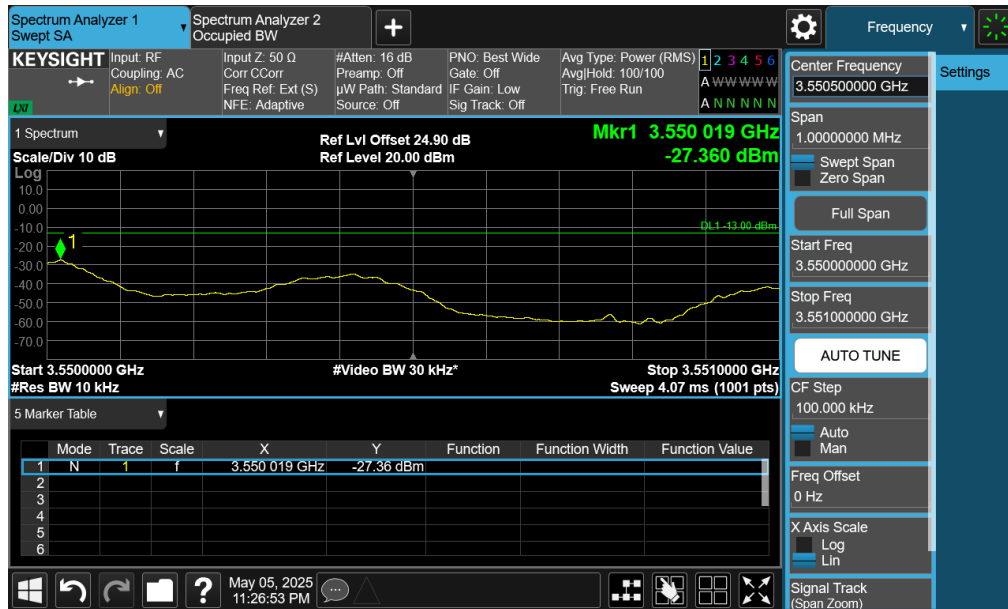 Spectrum Analyzer 1
Swept SA
Spectrum Analyzer 2
Occupied BW
+
Frequency
KEYSIGHT
LXI
Input: RF
Coupling: AC
Align: Off
Input Z: 50 Ω
Corr CCorr
Freq Ref: Ext (S)
NFE: Adaptive
#Atten: 16 dB
Preamp: Off
µW Path: Standard
Source: Off
PNO: Best Wide
Gate: Off
IF Gain: Low
Sig Track: Off
Avg Type: Power (RMS)
Avg|Hold: 100/100
Trig: Free Run
1 2 3 4 5 6
A W W W W W
A N N N N N
1 Spectrum
Scale/Div 10 dB
Ref Lvl Offset 24.90 dB
Ref Level 20.00 dBm
Mkr1 3.550 019 GHz
-27.360 dBm
Log
10.0
0.00
-10.0
-20.0
-30.0
-40.0
-50.0
-60.0
-70.0
DL1 -13.00 dBm
1
Start 3.5500000 GHz
#Res BW 10 kHz
#Video BW 30 kHz*
Stop 3.5510000 GHz
Sweep 4.07 ms (1001 pts)
5 Marker Table
Mode Trace Scale X Y Function Function Width Function Value
1 N 1 f 3.550 019 GHz -27.36 dBm
2
3
4
5
6
Center Frequency
3.550500000 GHz
Settings
Span
1.00000000 MHz
Swept Span
Zero Span
Full Span
Start Freq
3.550000000 GHz
Stop Freq
3.551000000 GHz
AUTO TUNE
CF Step
100.000 kHz
Auto
Man
Freq Offset
0 Hz
X Axis Scale
Log
Lin
Signal Track
(Span Zoom)
?
May 05, 2025
11:26:53 PM